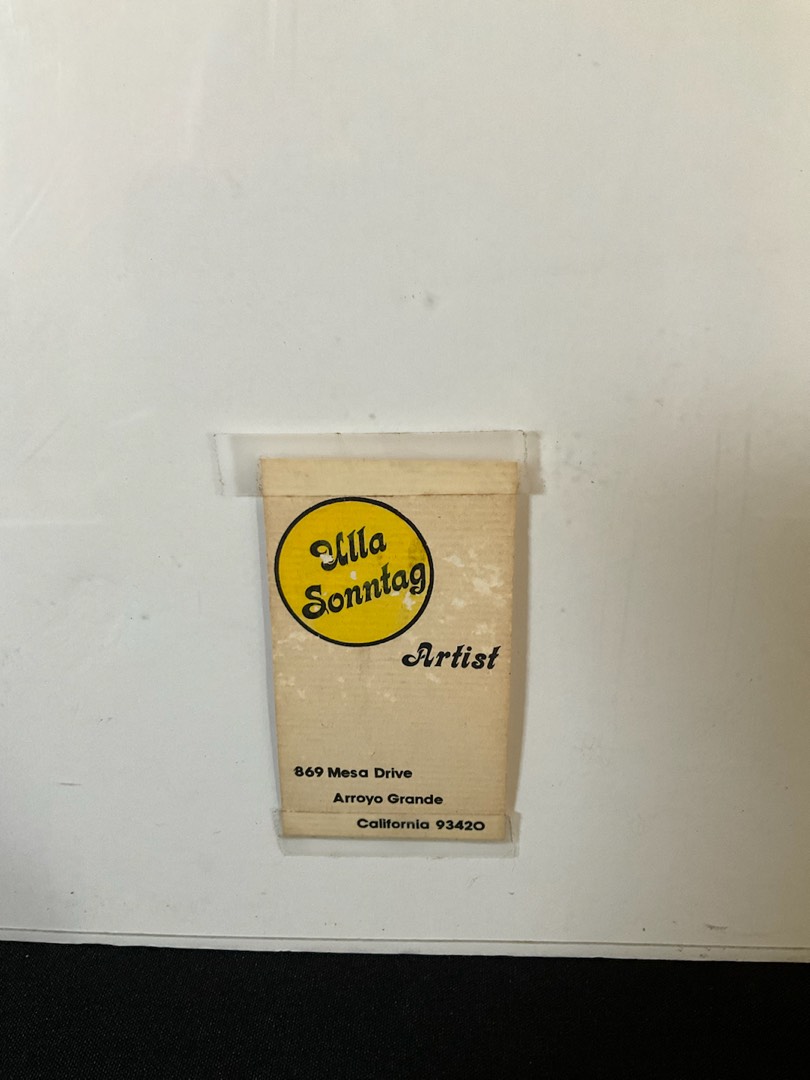 Ulla
Sonntag
Artist
869 Mesa Drive
Arroyo Grande
California 93420